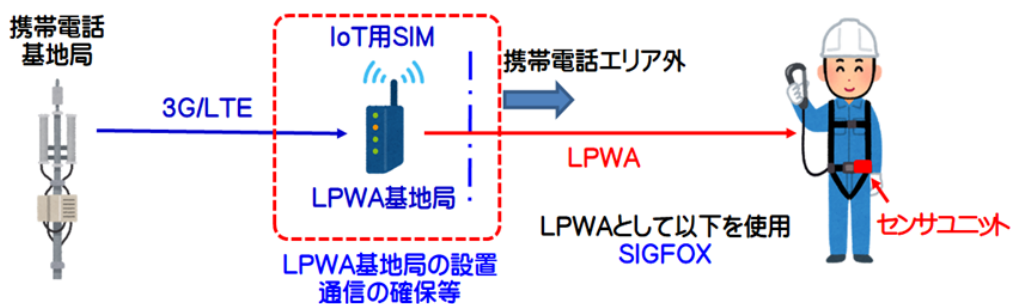 携帯電話
基地局
3G/LTE
IoT用SIM
LPWA基地局
LPWA基地局の設置
通信の確保等
携帯電話エリア外
LPWA
LPWAとして以下を使用
SIGFOX
センサユニット